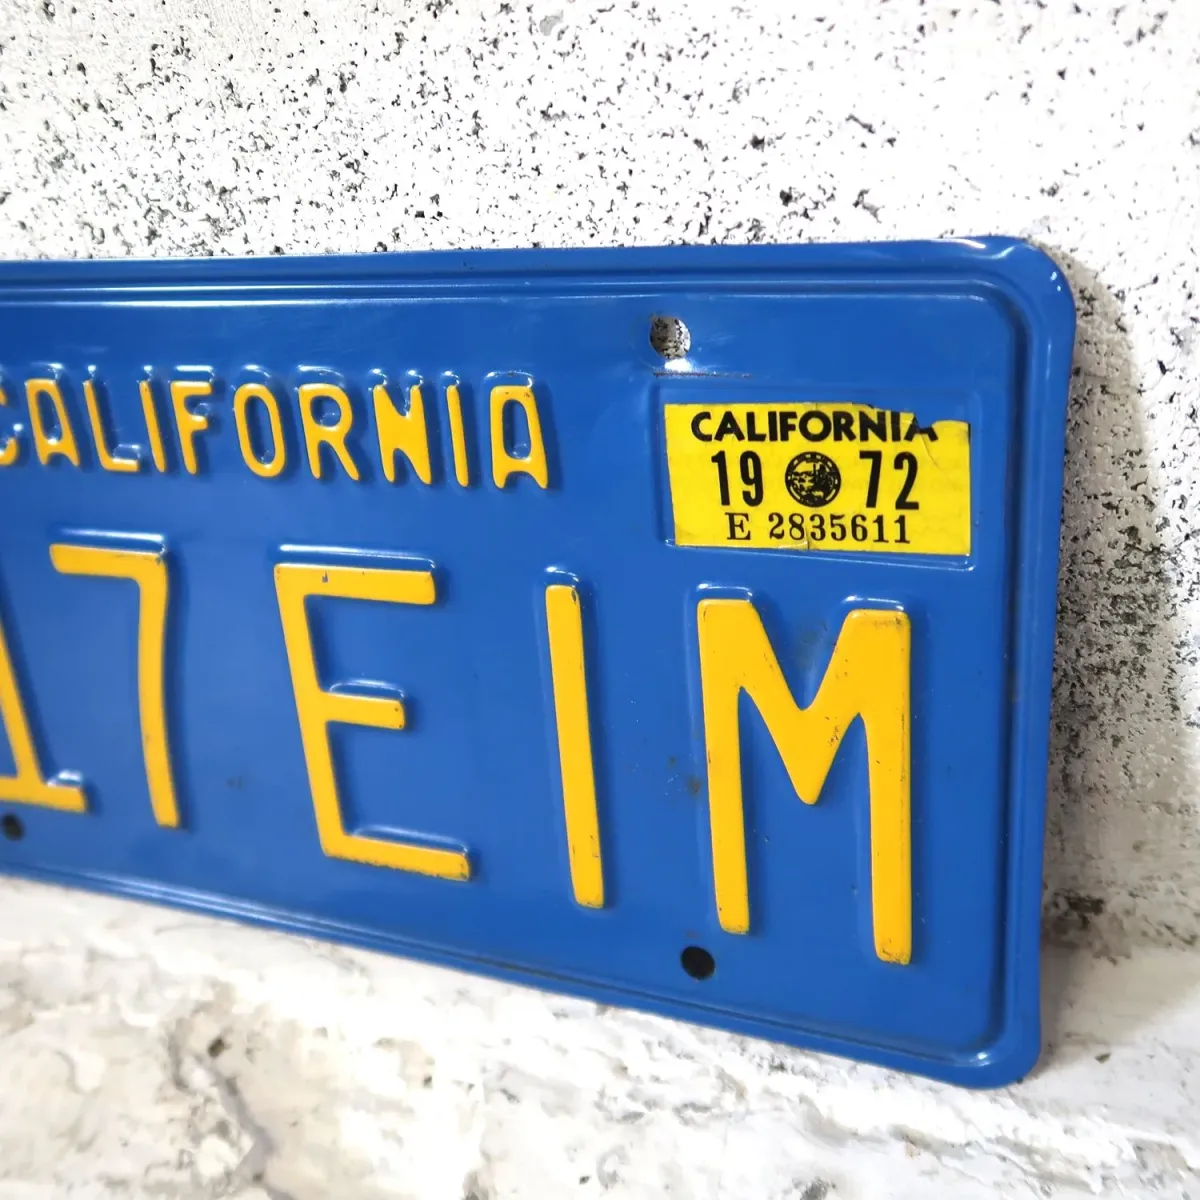 CALIFORNIA
CALIFORNIA
19 72
E 2835611
17EIM